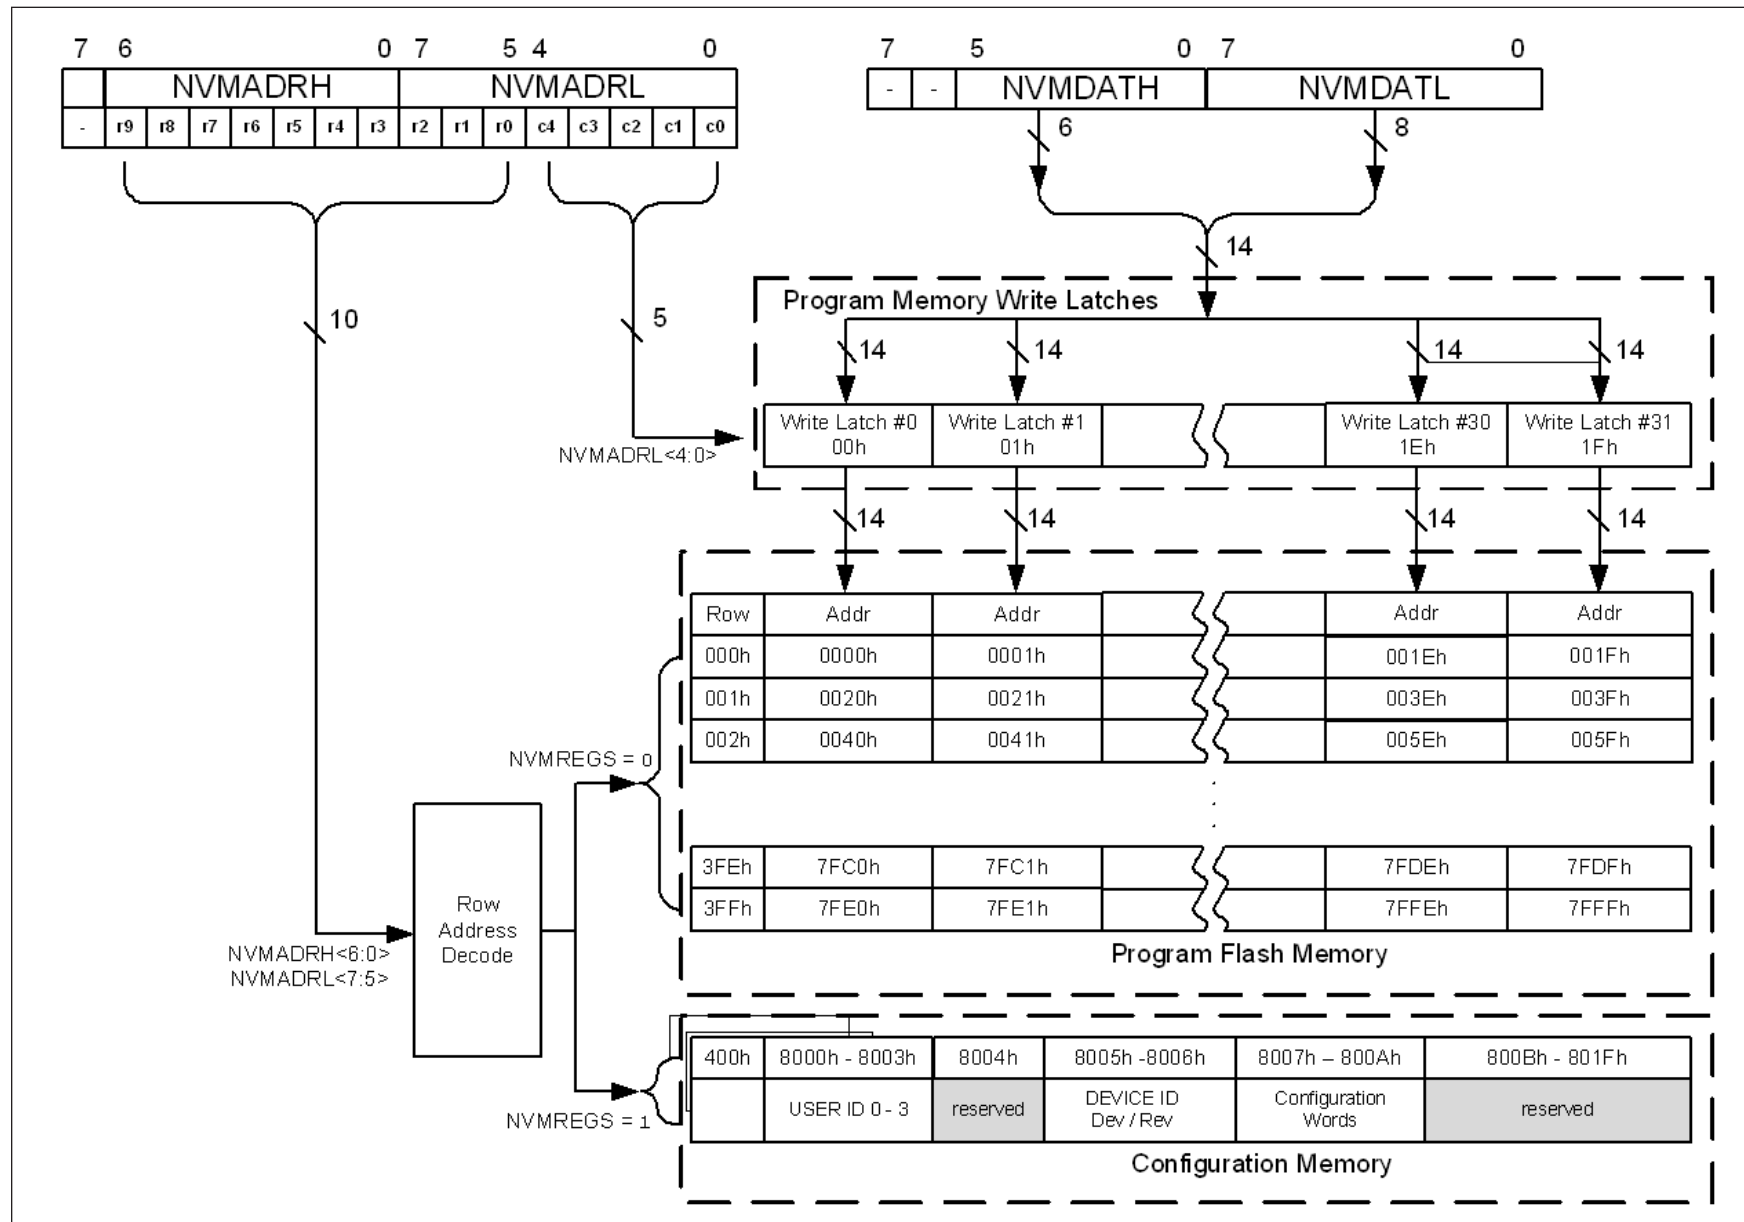 7 6 0 7 5 4 0
NVMADRH NVMADRL
- r9 r8 r7 r6 r5 r4 r3 r2 r1 r0 c4 c3 c2 c1 c0
7 5 0 7 0
- - NVMDATH NVMDATL
6 8
14
10
5
NVMADRL<4:0>
Program Memory Write Latches
14 14 14 14
Write Latch #0 Write Latch #1 Write Latch #30 Write Latch #31
00h 01h 1Eh 1Fh
14 14 14 14
Row Addr Addr Addr Addr
000h 0000h 0001h 001Eh 001Fh
001h 0020h 0021h 003Eh 003Fh
002h 0040h 0041h 005Eh 005Fh
NVMREGS = 0
3FEh 7FC0h 7FC1h 7FDEh 7FDFh
3FFh 7FE0h 7FE1h 7FFEh 7FFFh
Program Flash Memory
Row
Address
Decode
NVMADRH<6:0>
NVMADRL<7:5>
400h 8000h - 8003h 8004h 8005h -8006h 8007h – 800Ah 800Bh - 801Fh
USER ID 0 - 3 reserved DEVICE ID Configuration reserved
Dev / Rev Words
NVMREGS = 1
Configuration Memory